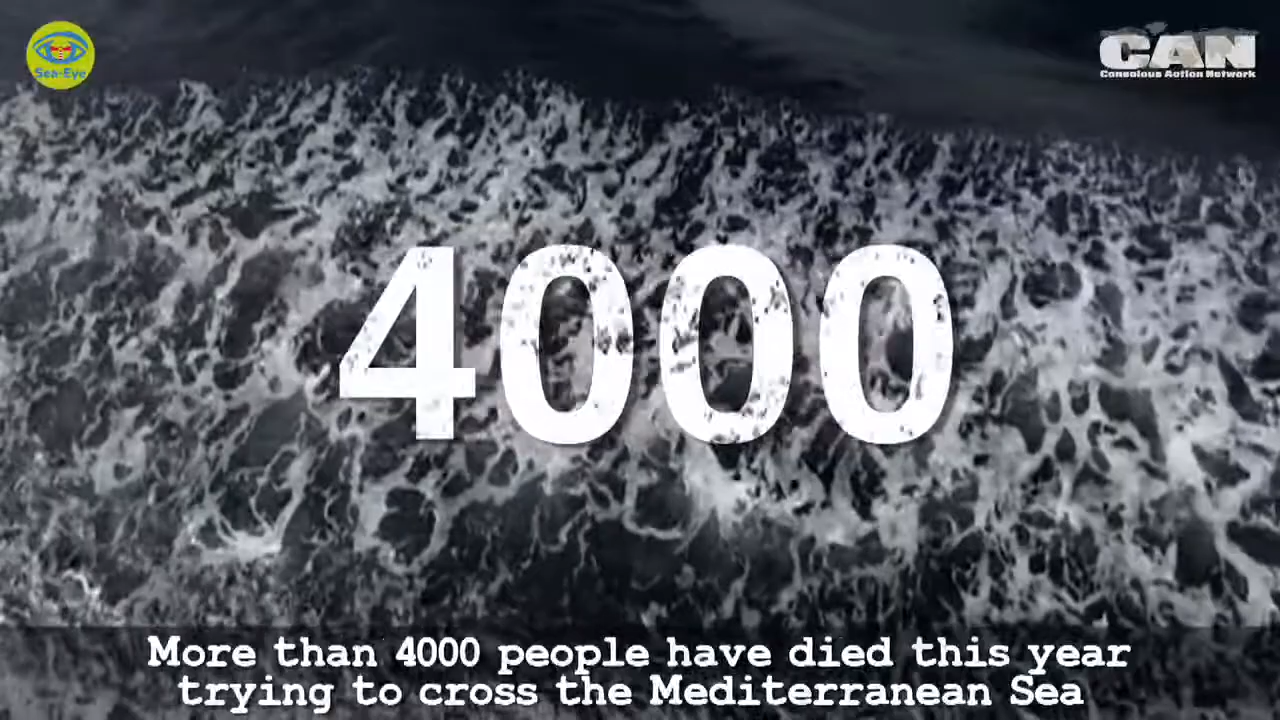 Sea-Eye
CAN
Conscious Action Network
4000
More than 4000 people have died this year
trying to cross the Mediterranean Sea